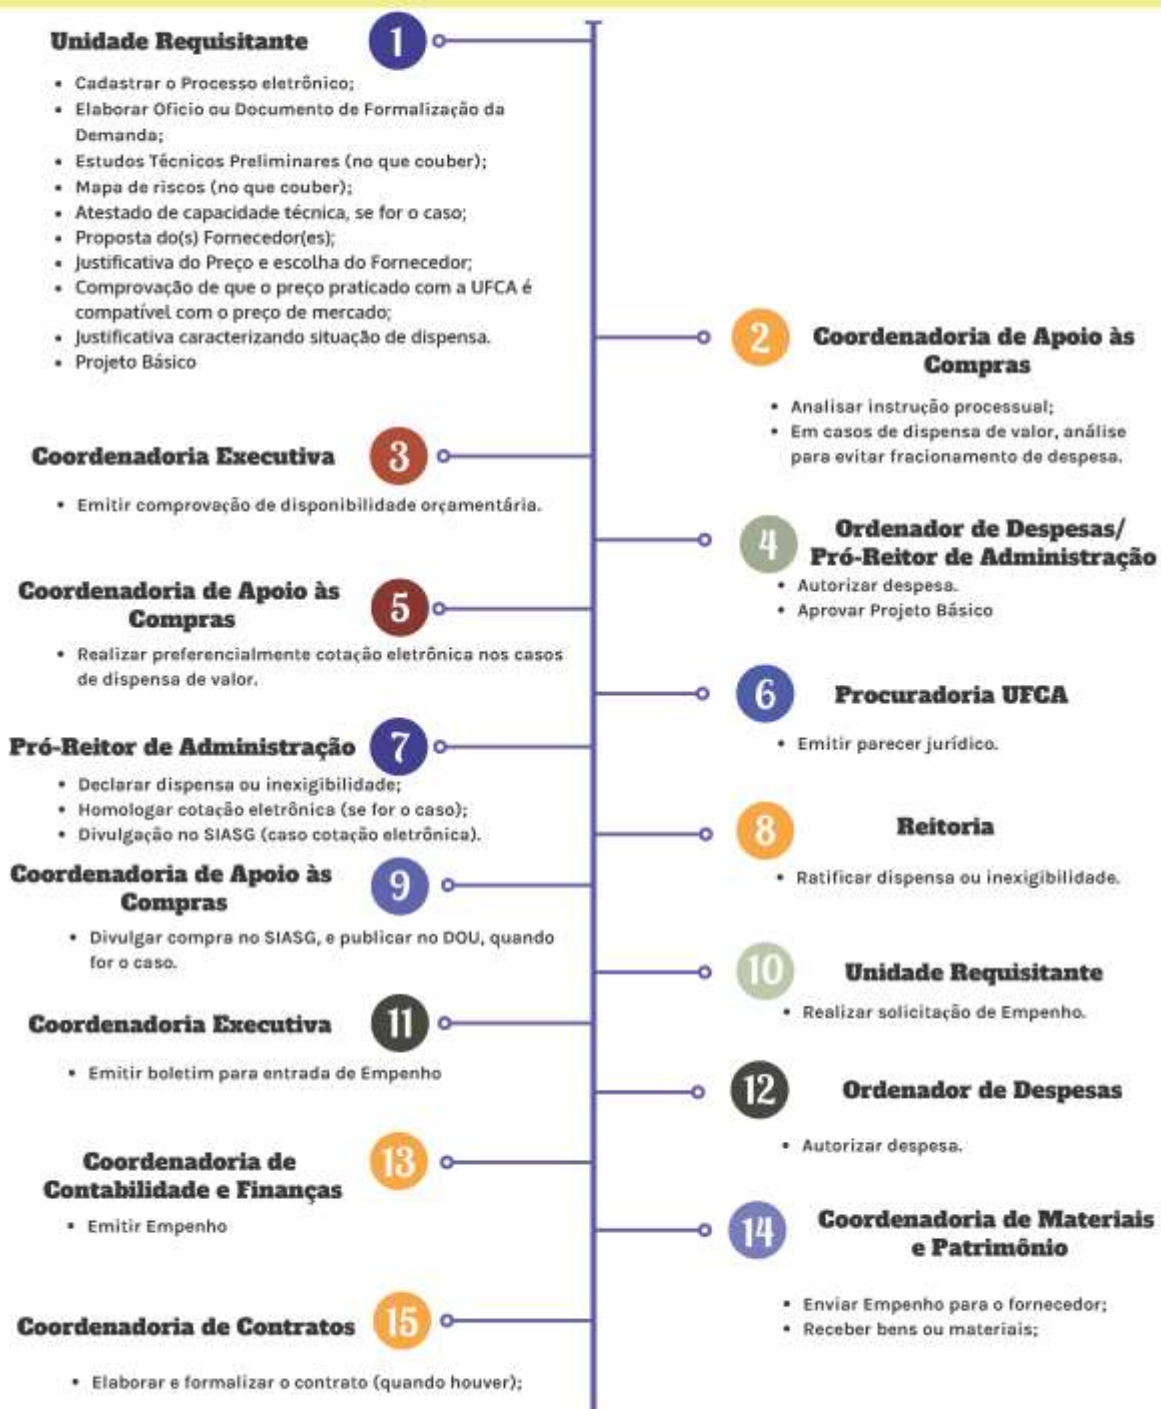 Unidade Requisitante
1
• Cadastrar o Processo eletrônico;
• Elaborar Oficio ou Documento de Formalização da
Demanda;
• Estudos Técnicos Preliminares (no que couber);
• Mapa de riscos (no que couber);
• Atestado de capacidade técnica, se for o caso;
• Proposta do(s) Fornecedor(es);
• Justificativa do Preço e escolha do Fornecedor;
• Comprovação de que o preço praticado com a UFCA é
compatível com o preço de mercado;
• Justificativa caracterizando situação de dispensa.
• Projeto Básico
2
Coordenadoria de Apoio às
Compras
• Analisar instrução processual;
• Em casos de dispensa de valor, análise
para evitar fracionamento de despesa.
Coordenadoria Executiva
3
• Emitir comprovação de disponibilidade orçamentária.
4
Ordenador de Despesas/
Pró-Reitor de Administração
• Autorizar despesa.
• Aprovar Projeto Básico
Coordenadoria de Apoio às
Compras
5
• Realizar preferencialmente cotação eletrônica nos casos
de dispensa de valor.
6
Procuradoria UFCA
• Emitir parecer jurídico.
Pró-Reitor de Administração
7
• Declarar dispensa ou inexigibilidade;
• Homologar cotação eletrônica (se for o caso);
• Divulgação no SIASG (caso cotação eletrônica).
8
Reitoria
• Ratificar dispensa ou inexigibilidade.
Coordenadoria de Apoio às
Compras
9
• Divulgar compra no SIASG, e publicar no DOU, quando
for o caso.
10
Unidade Requisitante
• Realizar solicitação de Empenho.
Coordenadoria Executiva
11
• Emitir boletim para entrada de Empenho
12
Ordenador de Despesas
• Autorizar despesa.
Coordenadoria de
Contabilidade e Finanças
13
• Emitir Empenho
14
Coordenadoria de Materiais
e Patrimônio
• Enviar Empenho para o fornecedor;
• Receber bens ou materiais;
Coordenadoria de Contratos
15
• Elaborar e formalizar o contrato (quando houver);